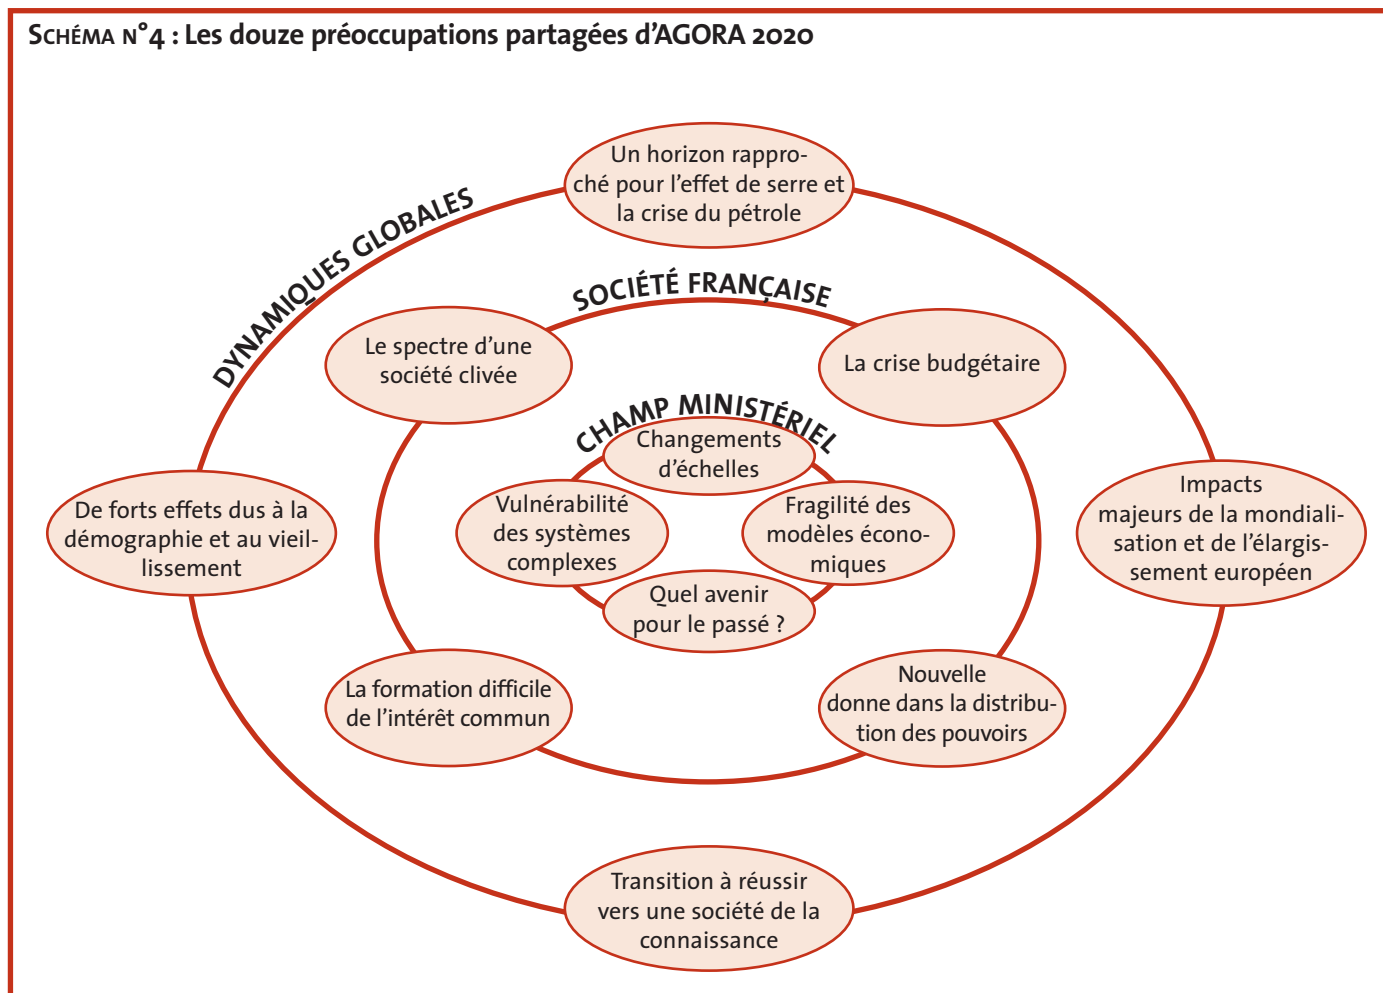 SCHÉMA N°4 : Les douze préoccupations partagées d'AGORA 2020
Un horizon rappro-
ché pour l'effet de serre et
la crise du pétrole
DYNAMIQUES GLOBALES
SOCIÉTÉ FRANÇAISE
Le spectre d'une
société clivée
La crise budgétaire
CHAMP MINISTÉRIEL
Changements
d'échelles
De forts effets dus à la
démographie et au vieil-
lissement
Vulnérabilité
des systèmes
complexes
Fragilité des
modèles écono-
miques
Impacts
majeurs de la mondiali-
sation et de l'élargis-
sement européen
Quel avenir
pour le passé ?
La formation difficile
de l'intérêt commun
Nouvelle
donne dans la distribu-
tion des pouvoirs
Transition à réussir
vers une société de la
connaissance